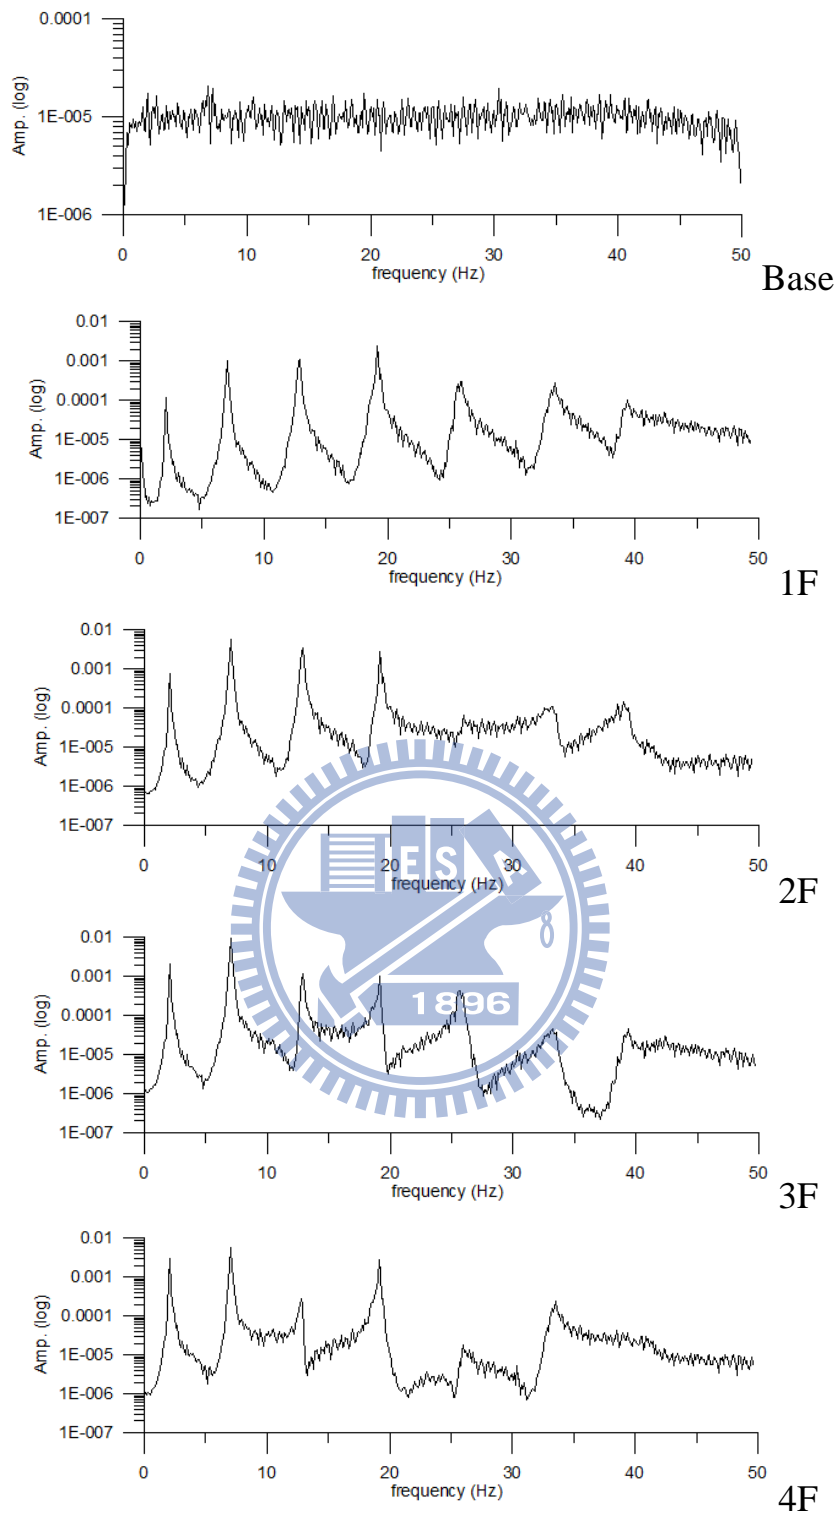 0.0001
1E-005
1E-006
Amp. (log)
0 10 20 30 40 50
frequency (Hz)
Base
0.01
0.001
0.0001
1E-005
1E-006
1E-007
Amp. (log)
0 10 20 30 40 50
frequency (Hz)
1F
0.01
0.001
0.0001
1E-005
1E-006
1E-007
Amp. (log)
0 10 20 30 40 50
frequency (Hz)
2F
E S A
0.01
0.001
0.0001
1E-005
1E-006
1E-007
Amp. (log)
1896
0 10 20 30 40 50
frequency (Hz)
3F
0.01
0.001
0.0001
1E-005
1E-006
1E-007
Amp. (log)
0 10 20 30 40 50
frequency (Hz)
4F